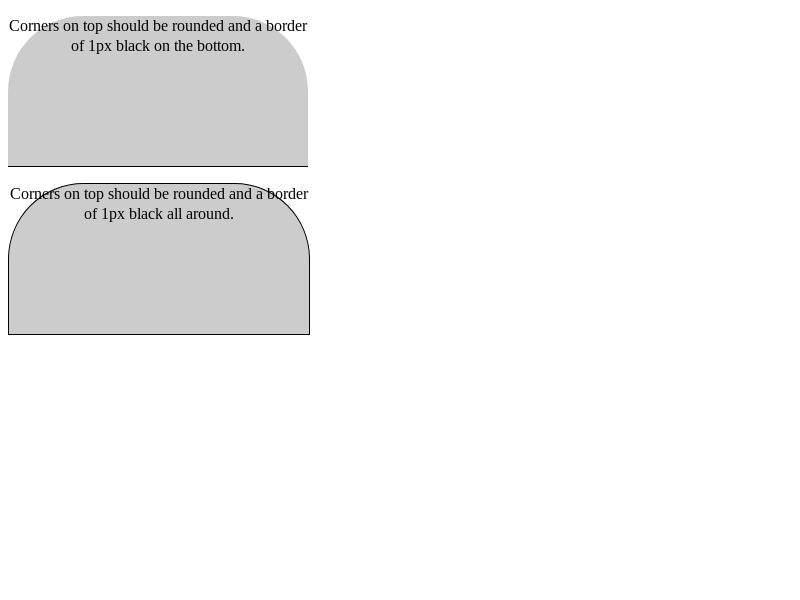 Corners on top should be rounded and a border
of 1px black on the bottom.
Corners on top should be rounded and a border
of 1px black all around.